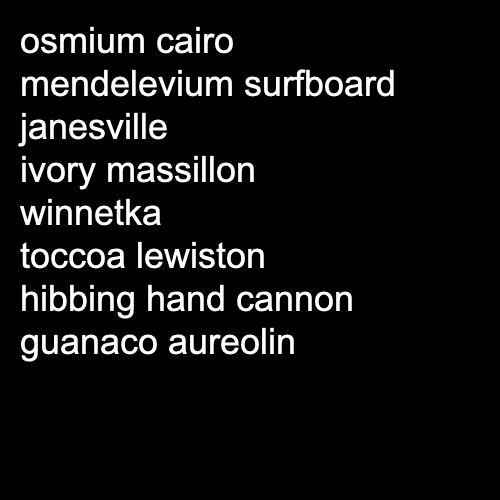 osmium cairo
mendelevium surfboard
janesville
ivory massillon
winnetka
toccoa lewiston
hibbing hand cannon
guanaco aureolin